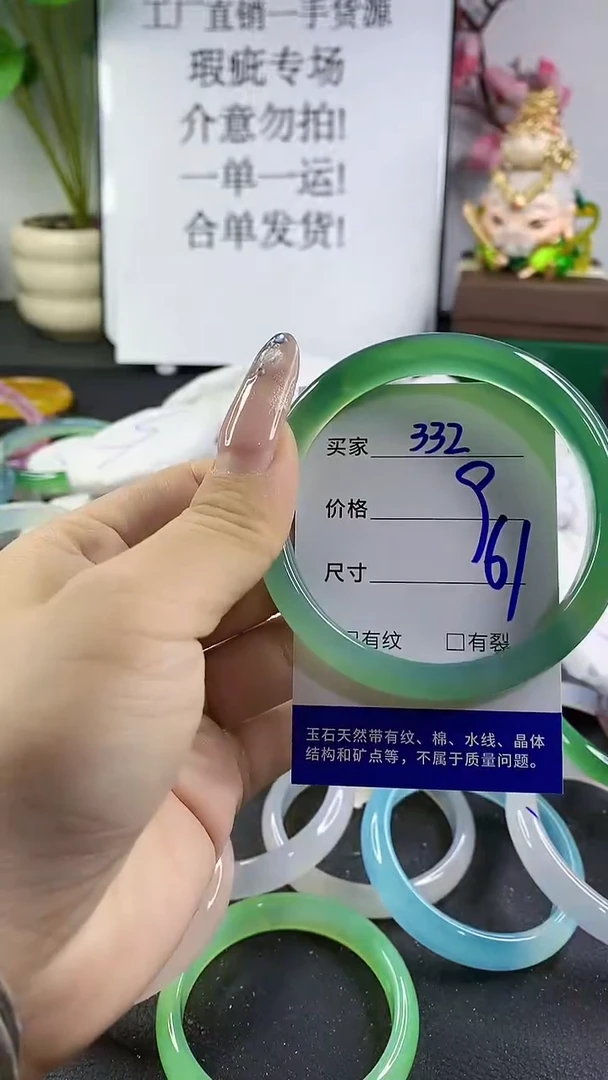 工厂直销一手货源
瑕疵专场
介意勿拍!
一单一运!
合单发货!
买家 332
价格 9
尺寸 61
□有纹 □有裂
玉石天然带有纹、棉、水线、晶体
结构和矿点等，不属于质量问题。